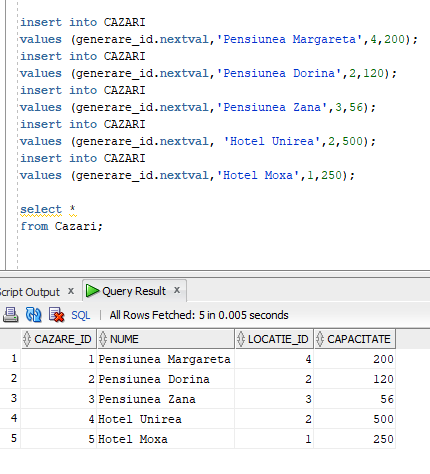 insert into CAZARI
values (generare_id.nextval,'Pensiunea Margareta',4,200);
insert into CAZARI
values (generare_id.nextval,'Pensiunea Dorina',2,120);
insert into CAZARI
values (generare_id.nextval,'Pensiunea Zana',3,56);
insert into CAZARI
values (generare_id.nextval, 'Hotel Unirea',2,500);
insert into CAZARI
values (generare_id.nextval,'Hotel Moxa',1,250);
select *
from Cazari;
Script Output x Query Result x
SQL | All Rows Fetched: 5 in 0.005 seconds
CAZARE_ID NUME LOCATIE_ID CAPACITATE
1 1 Pensiunea Margareta 4 200
2 2 Pensiunea Dorina 2 120
3 3 Pensiunea Zana 3 56
4 4 Hotel Unirea 2 500
5 5 Hotel Moxa 1 250